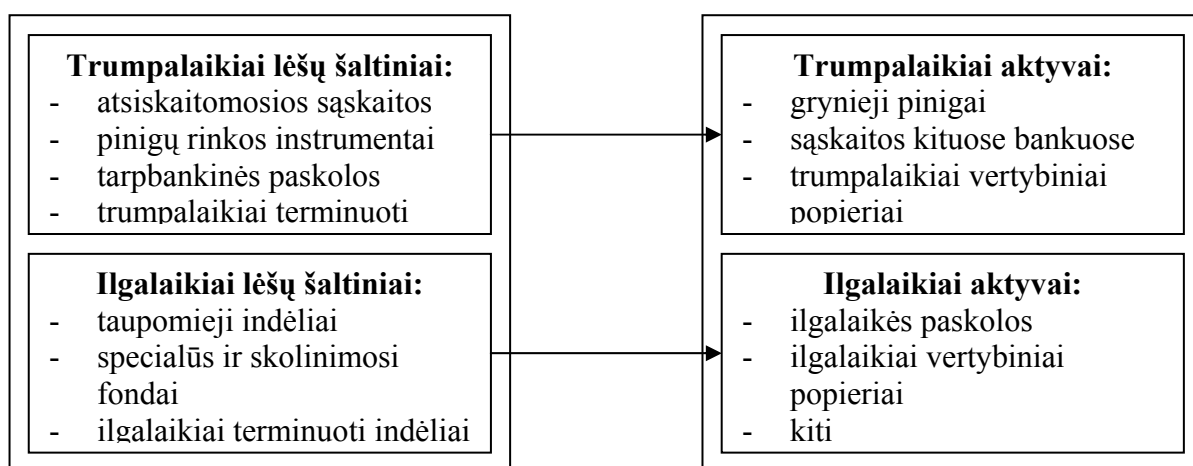 Trumpalaikiai lėšų šaltiniai:
- atsiskaitomosios sąskaitos
- pinigų rinkos instrumentai
- tarpbankinės paskolos
- trumpalaikiai terminuoti
Ilgalaikiai lėšų šaltiniai:
- taupomieji indėliai
- specialūs ir skolinimosi
fondai
- ilgalaikiai terminuoti indėliai
Trumpalaikiai aktyvai:
- grynieji pinigai
- sąskaitos kituose bankuose
- trumpalaikiai vertybiniai
popieriai
Ilgalaikiai aktyvai:
- ilgalaikės paskolos
- ilgalaikiai vertybiniai
popieriai
- kiti